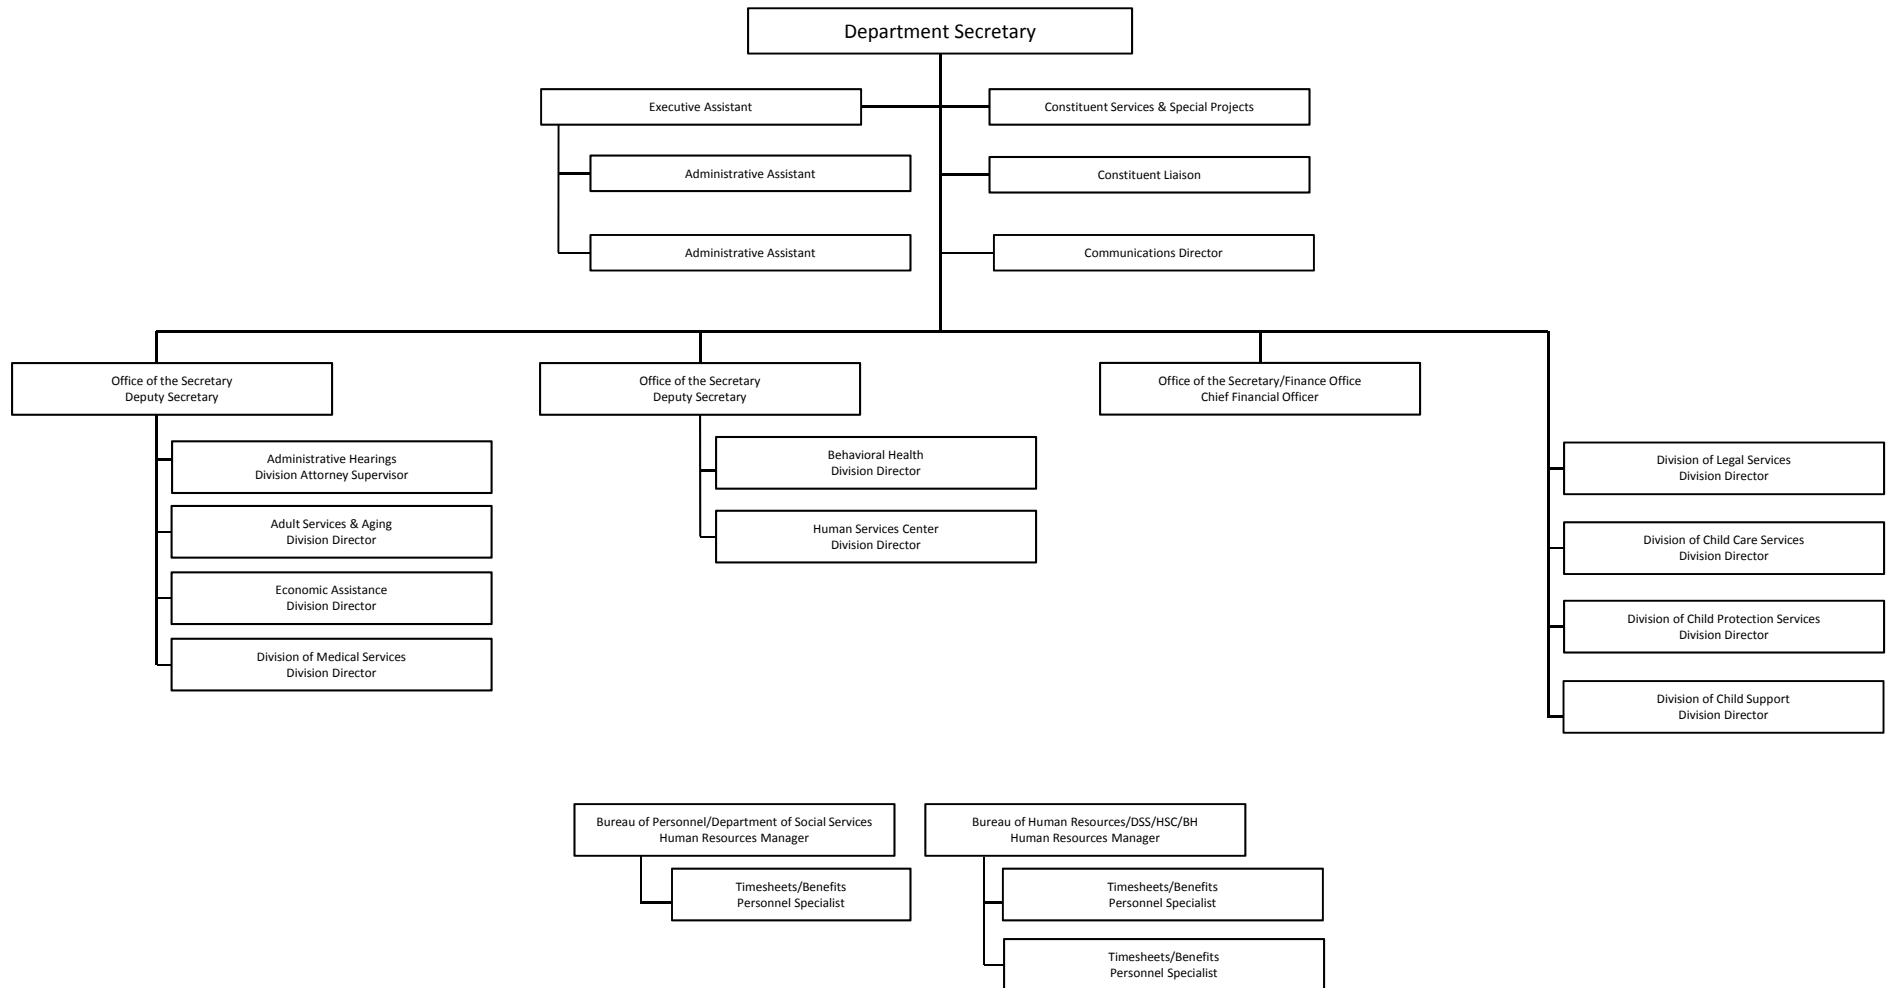 Department Secretary
Executive Assistant
Constituent Services & Special Projects
Administrative Assistant
Constituent Liaison
Administrative Assistant
Communications Director
Office of the Secretary
Deputy Secretary
Office of the Secretary
Deputy Secretary
Office of the Secretary/Finance Office
Chief Financial Officer
Administrative Hearings
Division Attorney Supervisor
Adult Services & Aging
Division Director
Economic Assistance
Division Director
Division of Medical Services
Division Director
Behavioral Health
Division Director
Human Services Center
Division Director
Division of Legal Services
Division Director
Division of Child Care Services
Division Director
Division of Child Protection Services
Division Director
Division of Child Support
Division Director
Bureau of Personnel/Department of Social Services
Human Resources Manager
Timesheets/Benefits
Personnel Specialist
Bureau of Human Resources/DSS/HSC/BH
Human Resources Manager
Timesheets/Benefits
Personnel Specialist
Timesheets/Benefits
Personnel Specialist